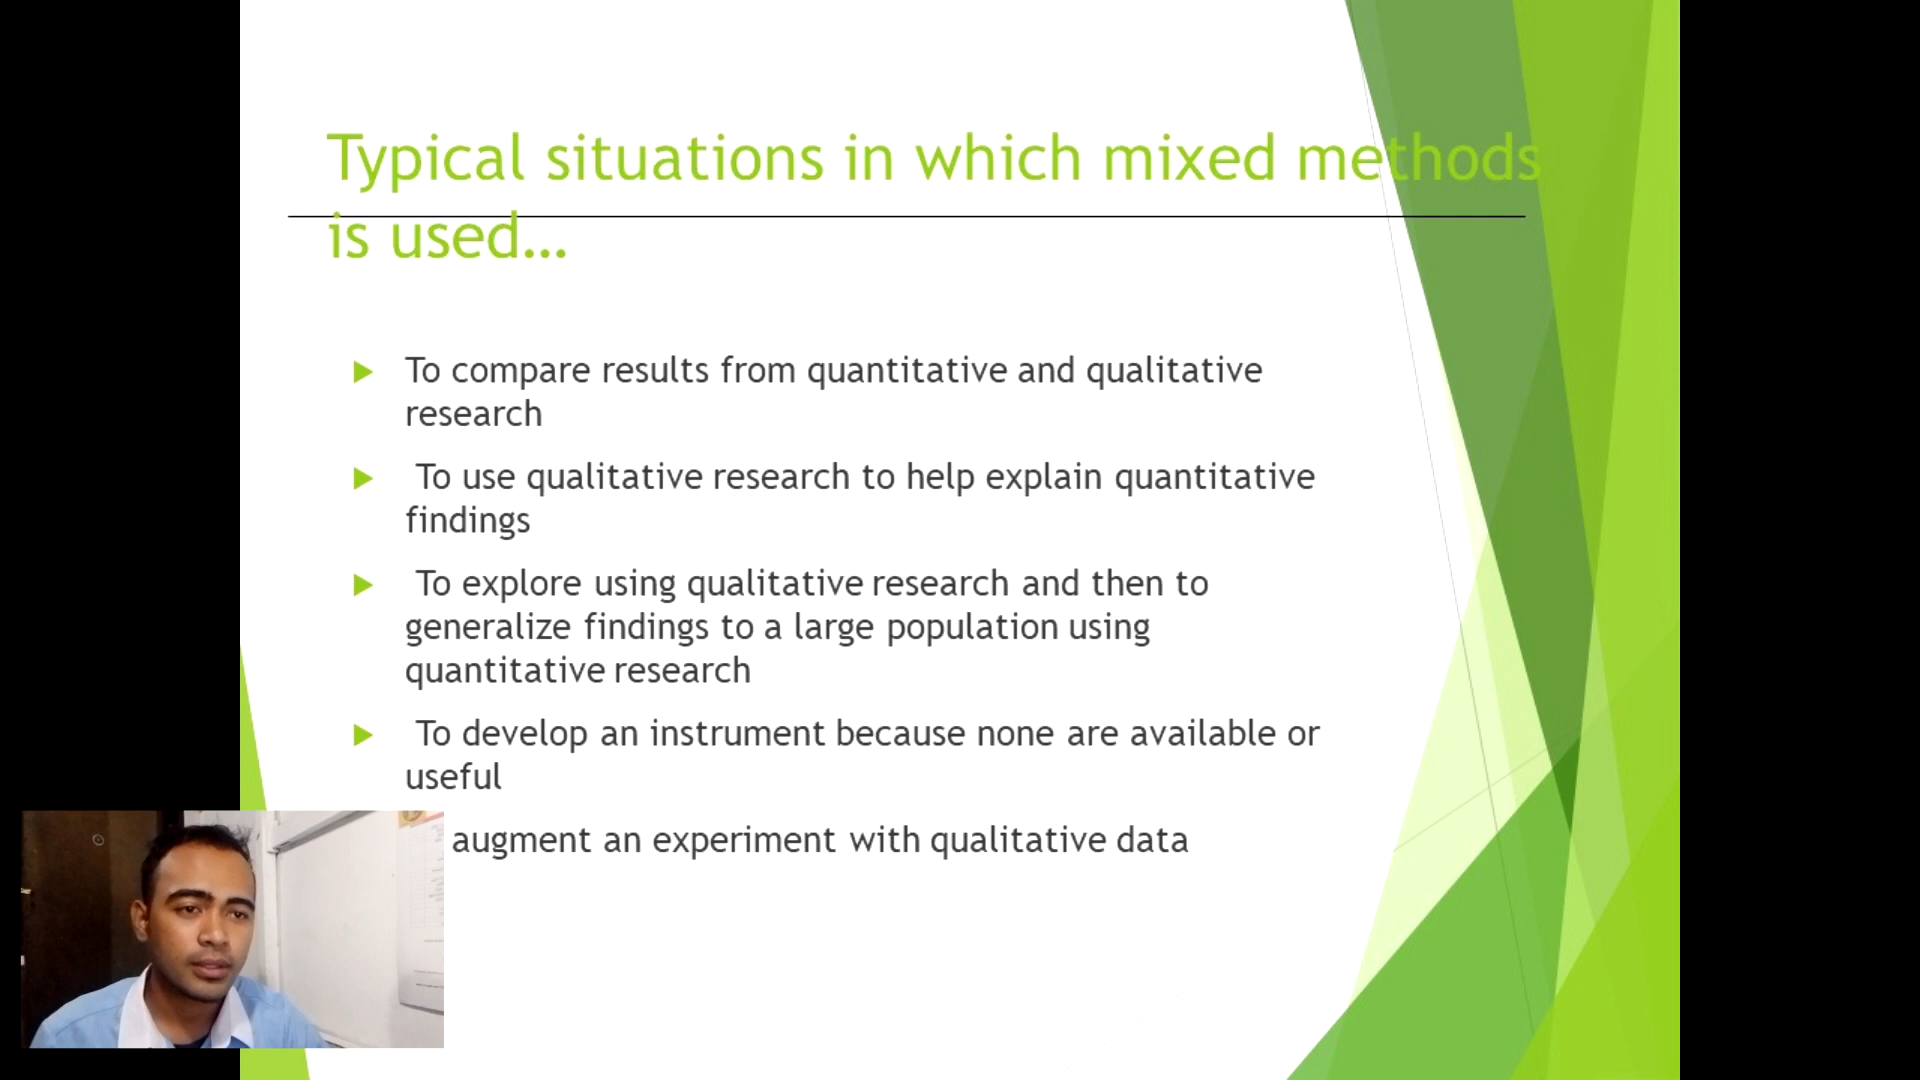 Typical situations in which mixed methods
is used…
To compare results from quantitative and qualitative
research
To use qualitative research to help explain quantitative
findings
To explore using qualitative research and then to
generalize findings to a large population using
quantitative research
To develop an instrument because none are available or
useful
augment an experiment with qualitative data